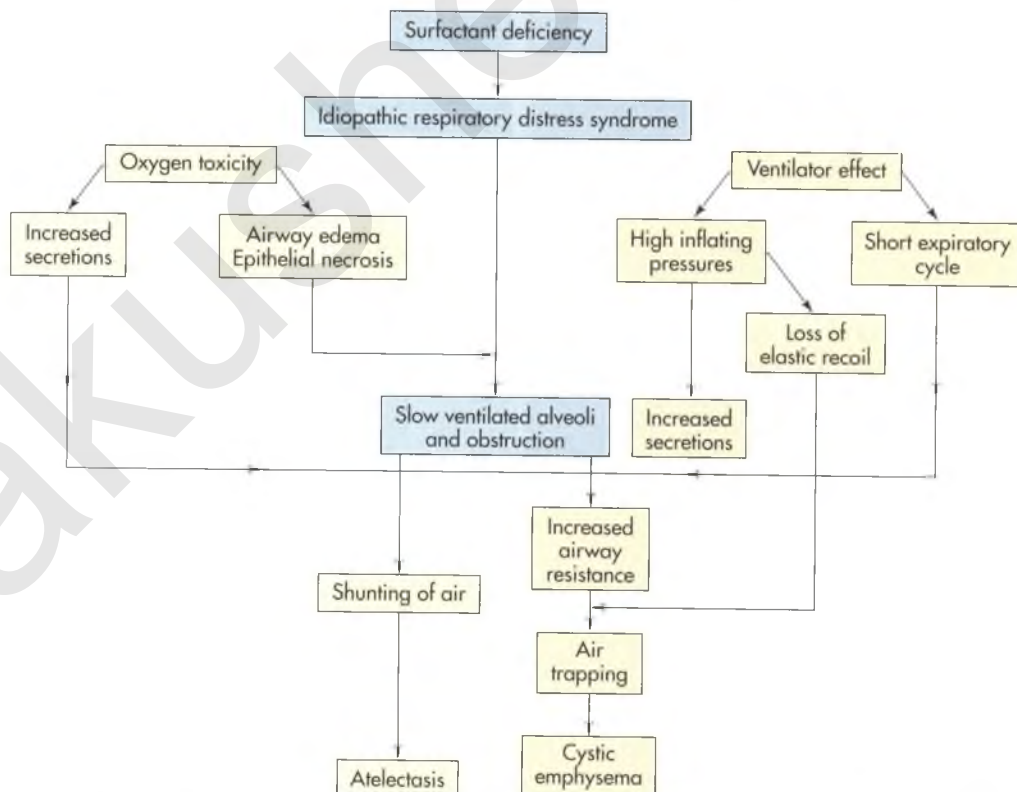 Surfactant deficiency
Idiopathic respiratory distress syndrome
Oxygen toxicity
Ventilator effect
Increased
secretions
Airway edema
Epithelial necrosis
High inflating
pressures
Short expiratory
cycle
Loss of
elastic recoil
Slow ventilated alveoli
and obstruction
Increased
secretions
Increased
airway
resistance
Shunting of air
Air
trapping
Atelectasis
Cystic
emphysema
akushe